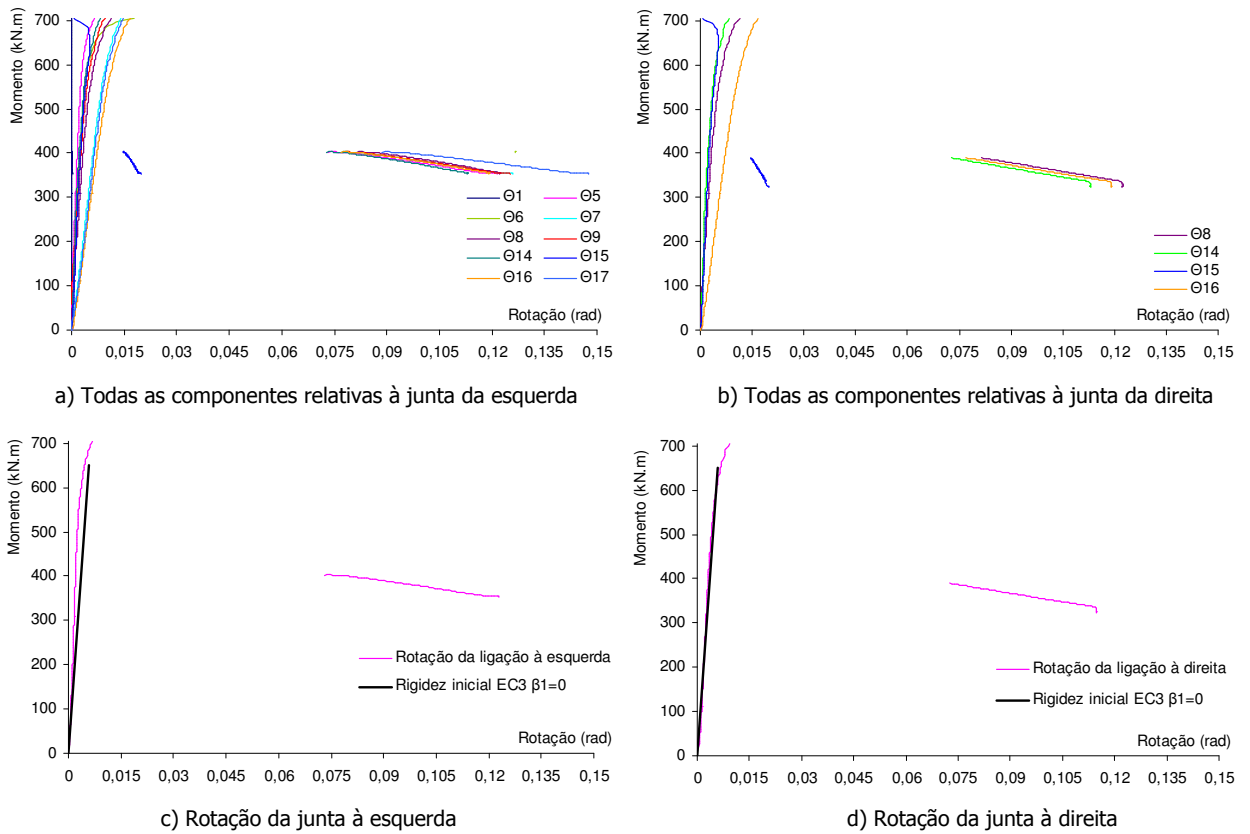 Momento (kN.m)
700
600
500
400
300
200
100
0
Θ1 Θ5
Θ6 Θ7
Θ8 Θ9
Θ14 Θ15
Θ16 Θ17
Rotação (rad)
0 0,015 0,03 0,045 0,06 0,075 0,09 0,105 0,12 0,135 0,15
a) Todas as componentes relativas à junta da esquerda
Momento (kN.m)
700
600
500
400
300
200
100
0
Θ8
Θ14
Θ15
Θ16
Rotação (rad)
0 0,015 0,03 0,045 0,06 0,075 0,09 0,105 0,12 0,135 0,15
b) Todas as componentes relativas à junta da direita
Momento (kN.m)
700
600
500
400
300
200
100
0
Rotação da ligação à esquerda
Rigidez inicial EC3 β1=0
Rotação (rad)
0 0,015 0,03 0,045 0,06 0,075 0,09 0,105 0,12 0,135 0,15
c) Rotação da junta à esquerda
Momento (kN.m)
700
600
500
400
300
200
100
0
Rotação da ligação à direita
Rigidez inicial EC3 β1=0
Rotação (rad)
0 0,015 0,03 0,045 0,06 0,075 0,09 0,105 0,12 0,135 0,15
d) Rotação da junta à direita